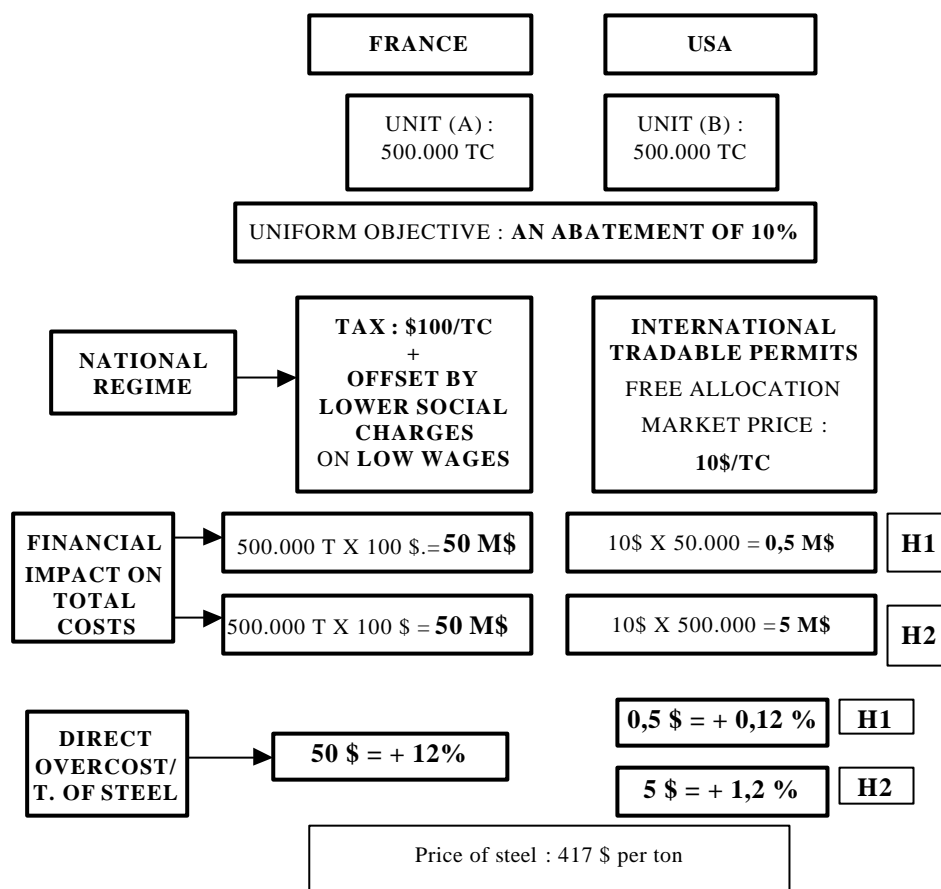 FRANCE
USA
UNIT (A) :
500.000 TC
UNIT (B) :
500.000 TC
UNIFORM OBJECTIVE : AN ABATEMENT OF 10%
NATIONAL
REGIME
TAX : $100/TC
+
OFFSET BY
LOWER SOCIAL
CHARGES
ON LOW WAGES
INTERNATIONAL
TRADABLE PERMITS
FREE ALLOCATION
MARKET PRICE :
10$/TC
FINANCIAL
IMPACT ON
TOTAL
COSTS
500.000 T X 100 $.= 50 M$
10$ X 50.000 = 0,5 M$
H1
500.000 T X 100 $ = 50 M$
10$ X 500.000 = 5 M$
H2
DIRECT
OVERCOST/
T. OF STEEL
50 $ = + 12%
0,5 $ = + 0,12 %
H1
5 $ = + 1,2 %
H2
Price of steel : 417 $ per ton